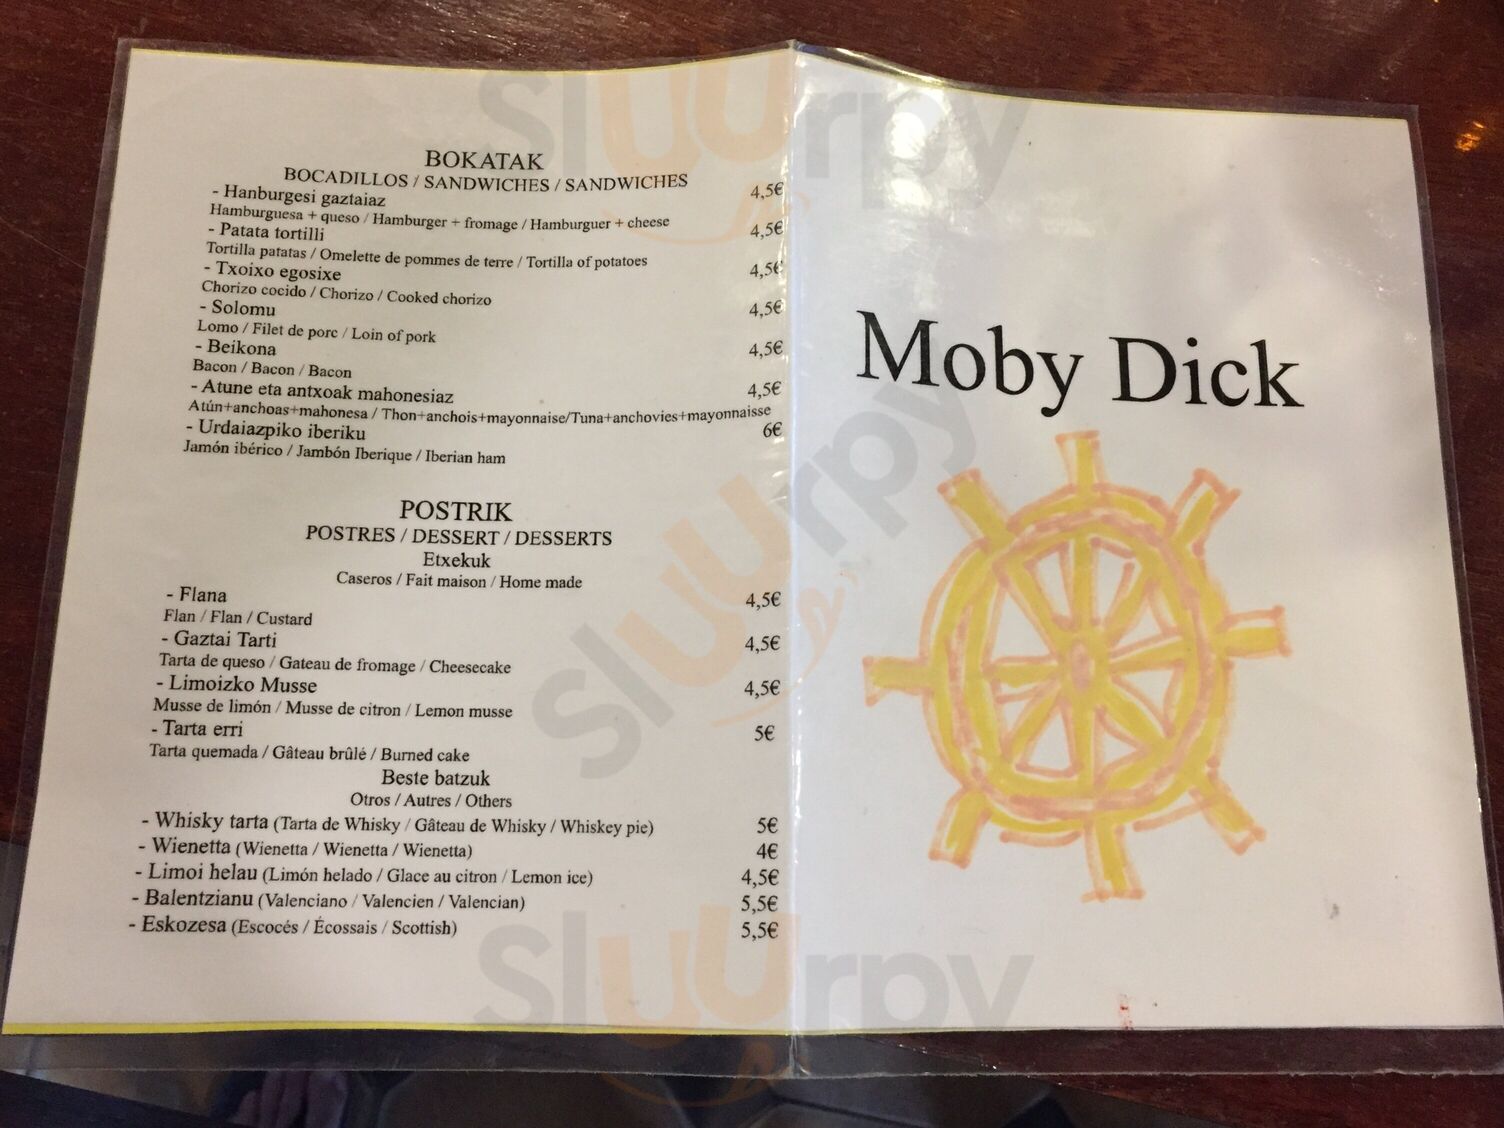 BOKATAK
BOCADILLOS / SANDWICHES / SANDWICHES
- Hanburgesi gaztaiaz 4,5€
Hamburguesa + queso / Hamburger + fromage / Hamburguer + cheese
- Patata tortilli 4,5€
Tortilla patatas / Omelette de pommes de terre / Tortilla of potatoes
- Txoixo egosixe 4,5€
Chorizo cocido / Chorizo / Cooked chorizo
- Solomu 4,5€
Lomo / Filet de porc / Loin of pork
- Beikona 4,5€
Bacon / Bacon / Bacon
- Atune eta antxoak mahonesiaz 4,5€
Atún+anchoas+mahonesa / Thon+anchois+mayonnaise/Tuna+anchovies+mayonnaisse
- Urdaiazpiko iberiku 6€
Jamón ibérico / Jambón Iberique / Iberian ham
POSTRIK
POSTRES / DESSERT / DESSERTS
Etxekuk
Caseros / Fait maison / Home made
- Flana 4,5€
Flan / Flan / Custard
- Gaztai Tarti 4,5€
Tarta de queso / Gateau de fromage / Cheesecake
- Limoizko Musse 4,5€
Musse de limón / Musse de citron / Lemon musse
- Tarta erri 5€
Tarta quemada / Gâteau brûlé / Burned cake
Beste batzuk
Otros / Autres / Others
- Whisky tarta (Tarta de Whisky / Gâteau de Whisky / Whiskey pie) 5€
- Wienetta (Wienetta / Wienetta / Wienetta) 4€
- Limoi helau (Limón helado / Glace au citron / Lemon ice) 4,5€
- Balentzianu (Valenciano / Valencien / Valencian) 5,5€
- Eskozesa (Escocés / Écossais / Scottish) 5,5€
Moby Dick
Sluurpy
Sluurpy
Sluurpy